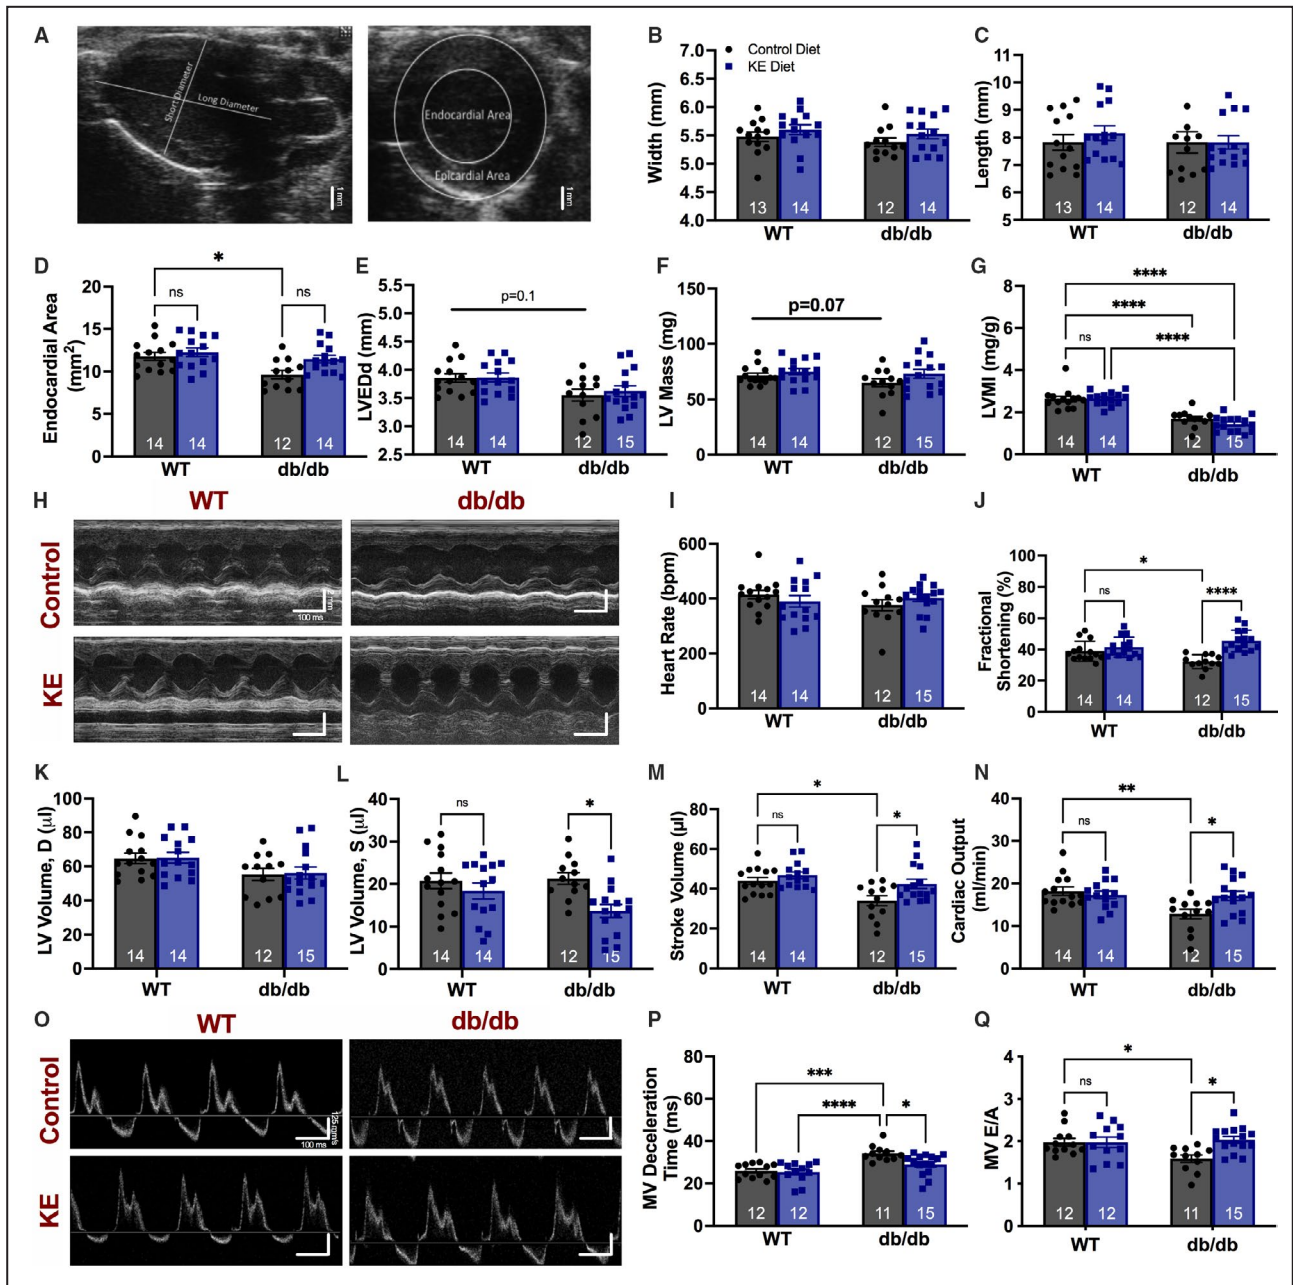 A
Short Diameter
Long Diameter
1 mm
Endocardial Area
Epicardial Area
1 mm
B
Width (mm)
7.0
6.5
6.0
5.5
5.0
4.5
4.0
Control Diet
KE Diet
13
14
12
14
WT
db/db
C
Length (mm)
11
10
9
8
7
6
5
13
14
12
14
WT
db/db
D
Endocardial Area
(mm²)
20
15
10
5
0
*
ns
ns
14
14
12
14
WT
db/db
E
LVEDd (mm)
5.5
5.0
4.5
4.0
3.5
3.0
2.5
p=0.1
14
14
12
15
WT
db/db
F
LV Mass (mg)
150
100
50
0
p=0.07
14
14
12
15
WT
db/db
G
LVMI (mg/g)
8
6
4
2
0
****
****
ns
****
14
14
12
15
WT
db/db
H
WT
db/db
Control
KE
100 ms
I
Heart Rate (bpm)
600
400
200
0
14
14
12
15
WT
db/db
J
Fractional
Shortening (%)
100
80
60
40
20
0
*
ns
****
14
14
12
15
WT
db/db
K
LV Volume, D (µl)
100
80
60
40
20
0
14
14
12
15
WT
db/db
L
LV Volume, S (µl)
40
30
20
10
0
ns
*
14
14
12
15
WT
db/db
M
Stroke Volume (µl)
80
60
40
20
0
*
ns
*
14
14
12
15
WT
db/db
N
Cardiac Output
(ml/min)
40
30
20
10
0
**
ns
*
14
14
12
15
WT
db/db
O
WT
db/db
Control
KE
100 ms
P
MV Deceleration
Time (ms)
80
60
40
20
0
***
****
*
12
12
11
15
WT
db/db
Q
MV E/A
4
3
2
1
0
*
ns
*
12
12
11
15
WT
db/db